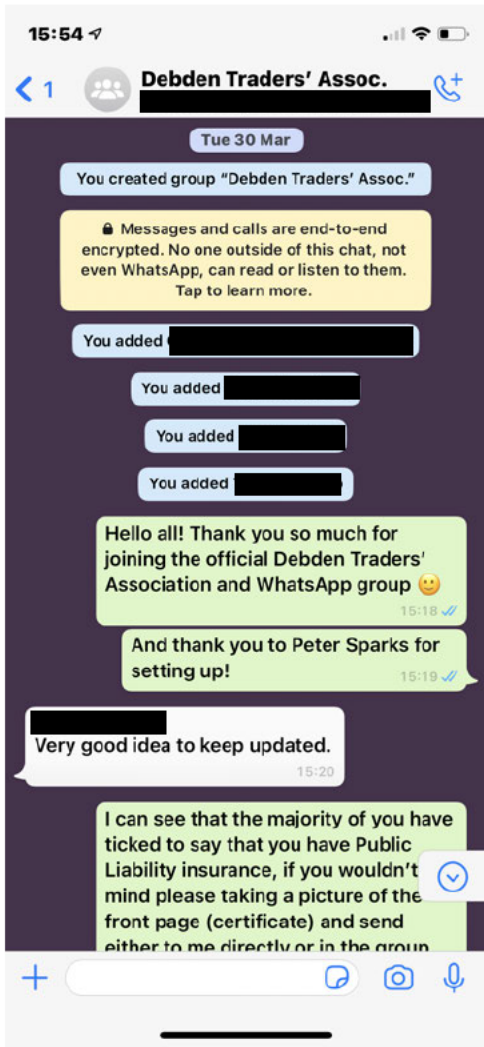 15:54
1
Debden Traders' Assoc.
Tue 30 Mar
You created group “Debden Traders' Assoc.”
Messages and calls are end-to-end
encrypted. No one outside of this chat, not
even WhatsApp, can read or listen to them.
Tap to learn more.
You added
You added
You added
You added
Hello all! Thank you so much for
joining the official Debden Traders'
Association and WhatsApp group 🙂
15:18
And thank you to Peter Sparks for
setting up!
15:19
Very good idea to keep updated.
15:20
I can see that the majority of you have
ticked to say that you have Public
Liability insurance, if you wouldn't
mind please taking a picture of the
front page (certificate) and send
either to me directly or in the group